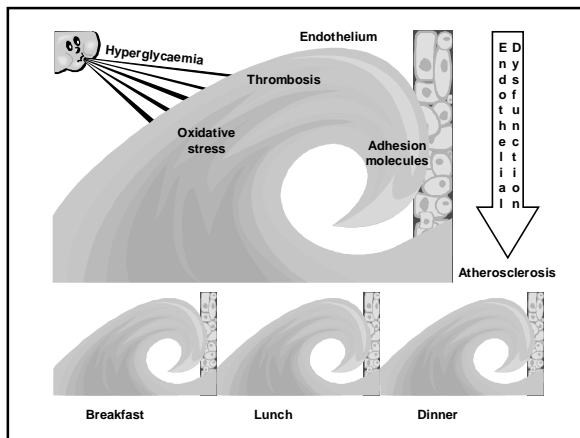 Endothelium
Hyperglycaemia
Thrombosis
Oxidative
stress
Adhesion
molecules
Endothelial
Dysfunction
Atherosclerosis
Breakfast
Lunch
Dinner